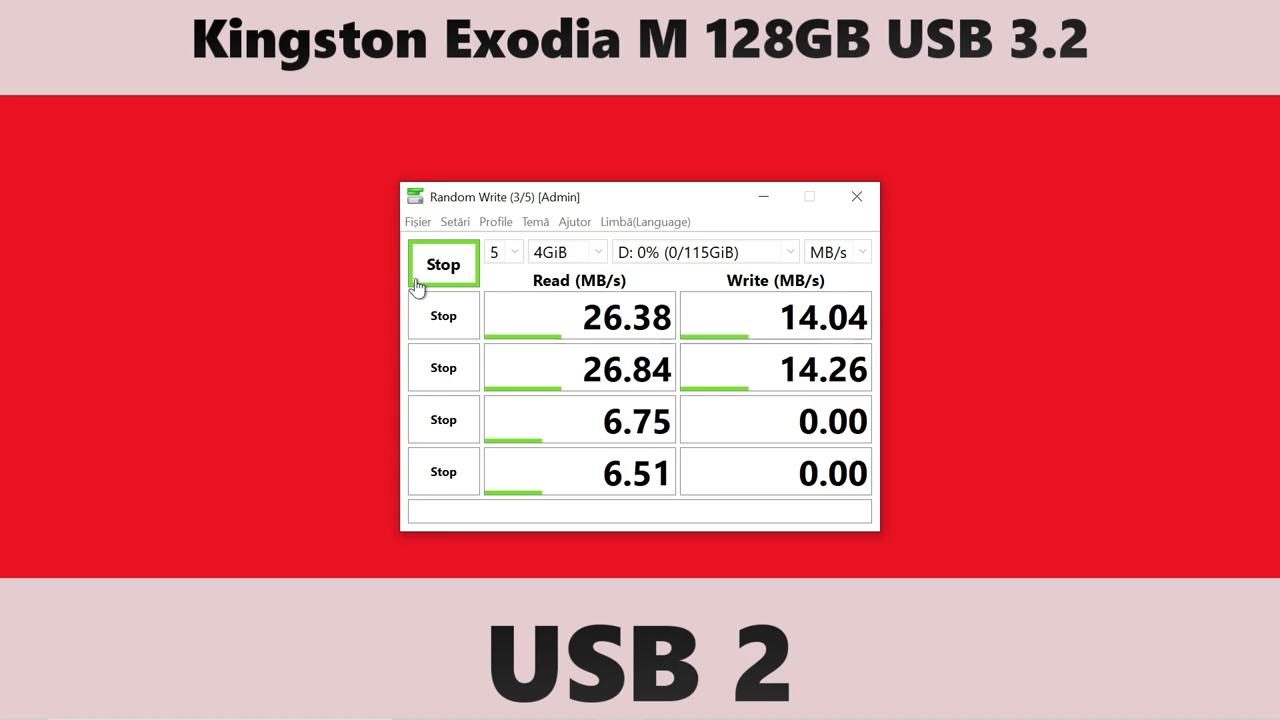 Kingston Exodia M 128GB USB 3.2
Random Write (3/5) [Admin]
Fișier Setări Profile Temă Ajutor Limbă(Language)
Stop 5 4GiB D: 0% (0/115GiB) MB/s
Read (MB/s) Write (MB/s)
Stop 26.38 14.04
Stop 26.84 14.26
Stop 6.75 0.00
Stop 6.51 0.00
USB 2